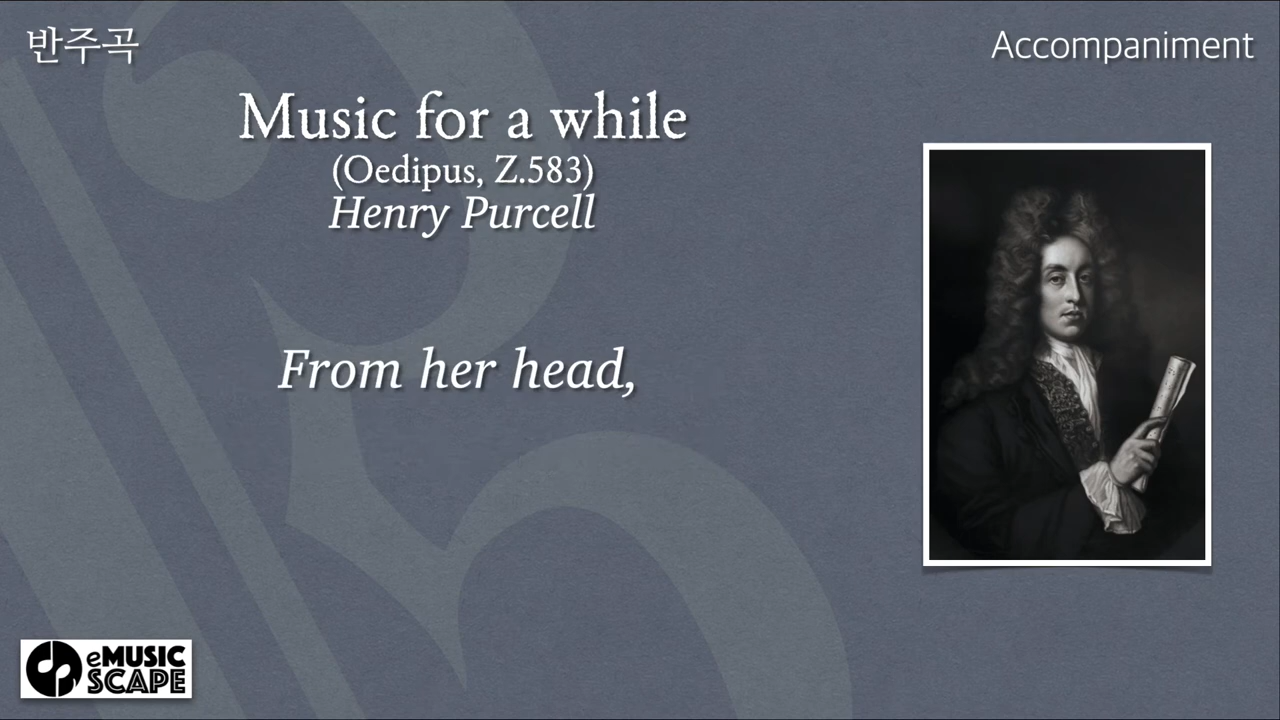 반주곡
Accompaniment
Music for a while
(Oedipus, Z.583)
Henry Purcell
From her head,
eMUSIC
SCAPE